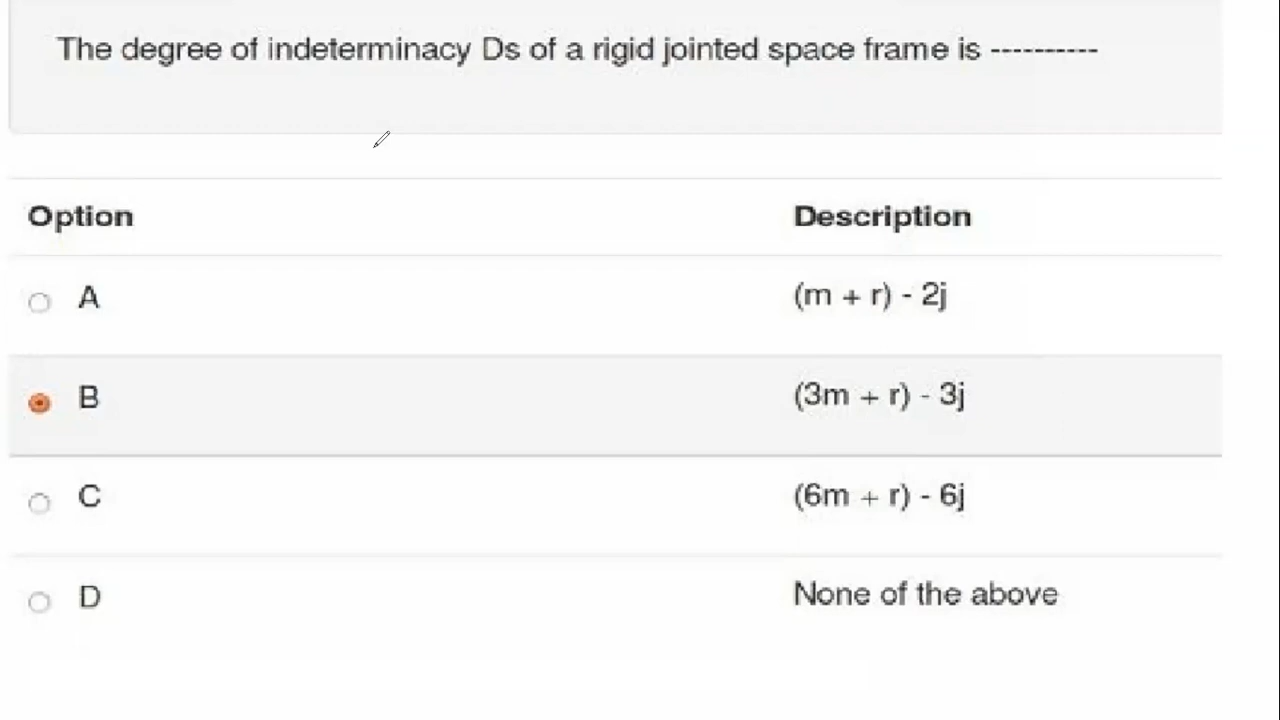 The degree of indeterminacy Ds of a rigid jointed space frame is ----------
Option Description
A (m + r) - 2j
B (3m + r) - 3j
C (6m + r) - 6j
D None of the above